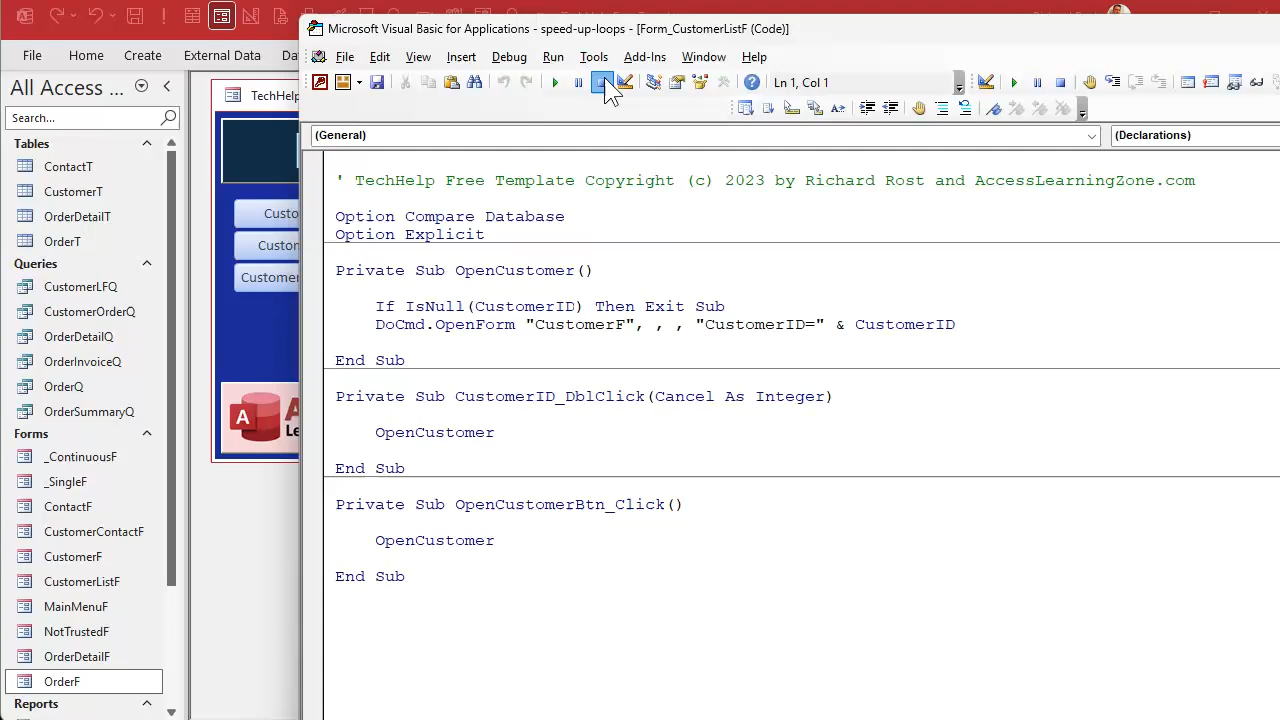 Microsoft Visual Basic for Applications - speed-up-loops - [Form_CustomerListF (Code)]
File Home Create External Data
File Edit View Insert Debug Run Tools Add-Ins Window Help
Ln 1, Col 1
All Access ...
TechHelp
Search...
(General) (Declarations)
Tables
ContactT
CustomerT
OrderDetailT
OrderT
Queries
CustomerLFQ
CustomerOrderQ
OrderDetailQ
OrderInvoiceQ
OrderQ
OrderSummaryQ
Forms
_ContinuousF
_SingleF
ContactF
CustomerContactF
CustomerF
CustomerListF
MainMenuF
NotTrustedF
OrderDetailF
OrderF
Reports
Custo
Custom
Customer
A
A
Le
' TechHelp Free Template Copyright (c) 2023 by Richard Rost and AccessLearningZone.com
Option Compare Database
Option Explicit
Private Sub OpenCustomer()
If IsNull(CustomerID) Then Exit Sub
DoCmd.OpenForm "CustomerF", , , "CustomerID=" & CustomerID
End Sub
Private Sub CustomerID_DblClick(Cancel As Integer)
OpenCustomer
End Sub
Private Sub OpenCustomerBtn_Click()
OpenCustomer
End Sub